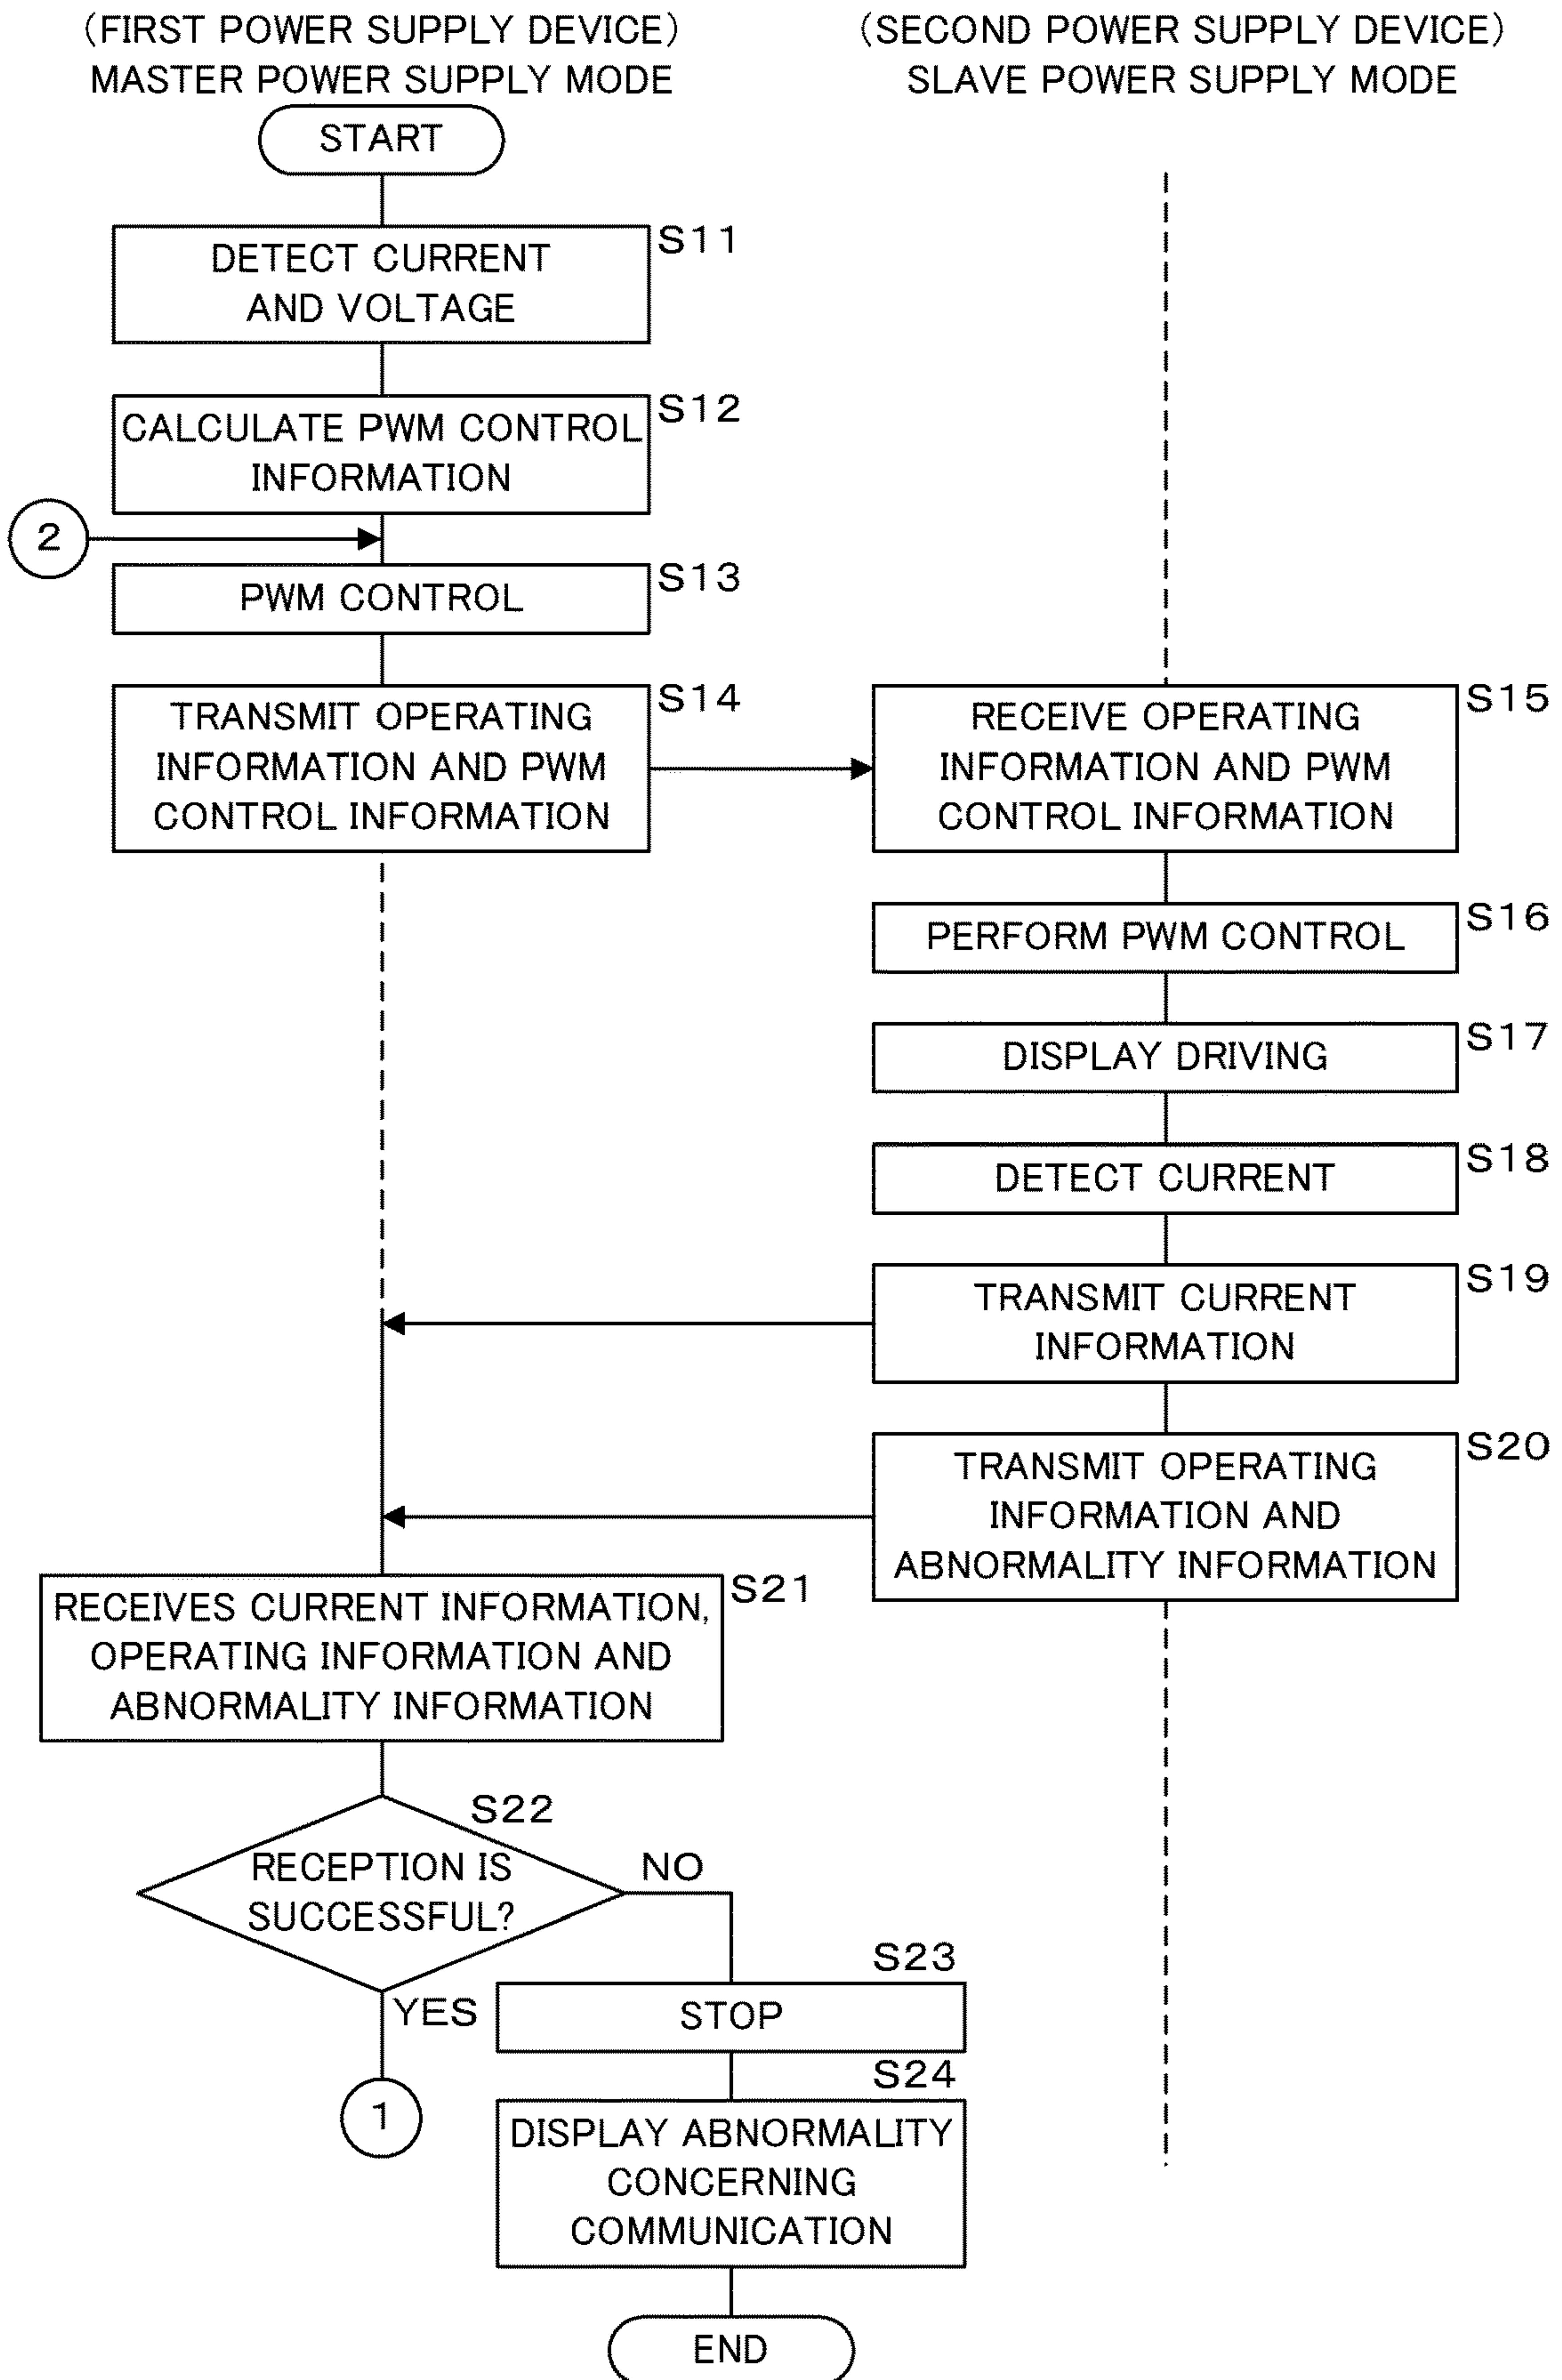 (FIRST POWER SUPPLY DEVICE)
MASTER POWER SUPPLY MODE
(SECOND POWER SUPPLY DEVICE)
SLAVE POWER SUPPLY MODE
START
S11
DETECT CURRENT
AND VOLTAGE
S12
CALCULATE PWM CONTROL
INFORMATION
2
S13
PWM CONTROL
S14
TRANSMIT OPERATING
INFORMATION AND PWM
CONTROL INFORMATION
S15
RECEIVE OPERATING
INFORMATION AND PWM
CONTROL INFORMATION
S16
PERFORM PWM CONTROL
S17
DISPLAY DRIVING
S18
DETECT CURRENT
S19
TRANSMIT CURRENT
INFORMATION
S20
TRANSMIT OPERATING
INFORMATION AND
ABNORMALITY INFORMATION
S21
RECEIVES CURRENT INFORMATION,
OPERATING INFORMATION AND
ABNORMALITY INFORMATION
S22
RECEPTION IS
SUCCESSFUL?
NO
YES
1
S23
STOP
S24
DISPLAY ABNORMALITY
CONCERNING
COMMUNICATION
END